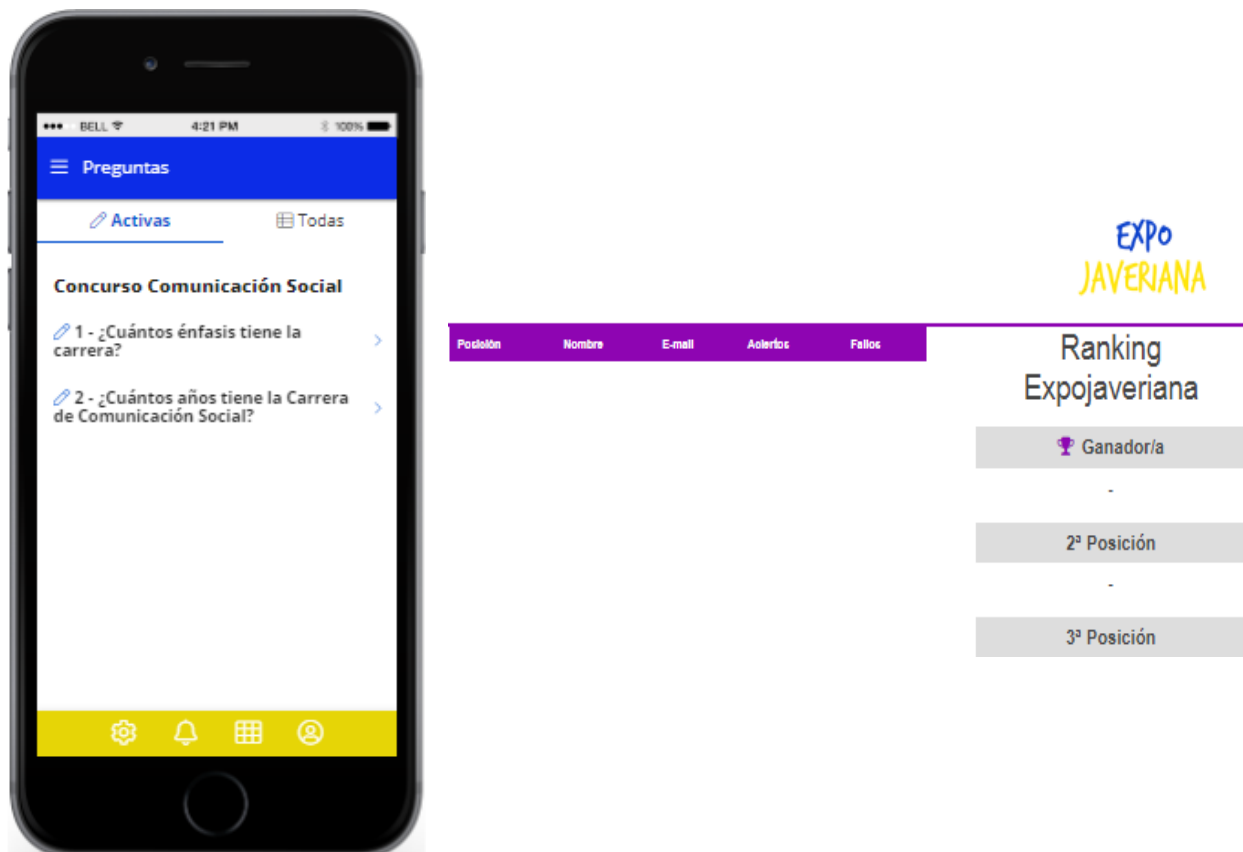 BELL 4:21 PM 100%
Preguntas
Activas Todas
Concurso Comunicación Social
1 - ¿Cuántos énfasis tiene la
carrera?
2 - ¿Cuántos años tiene la Carrera
de Comunicación Social?
EXPO
JAVERIANA
Posición Nombre E-mail Aciertos Fallos
Ranking
Expojaveriana
Ganador/a
-
2ª Posición
-
3ª Posición